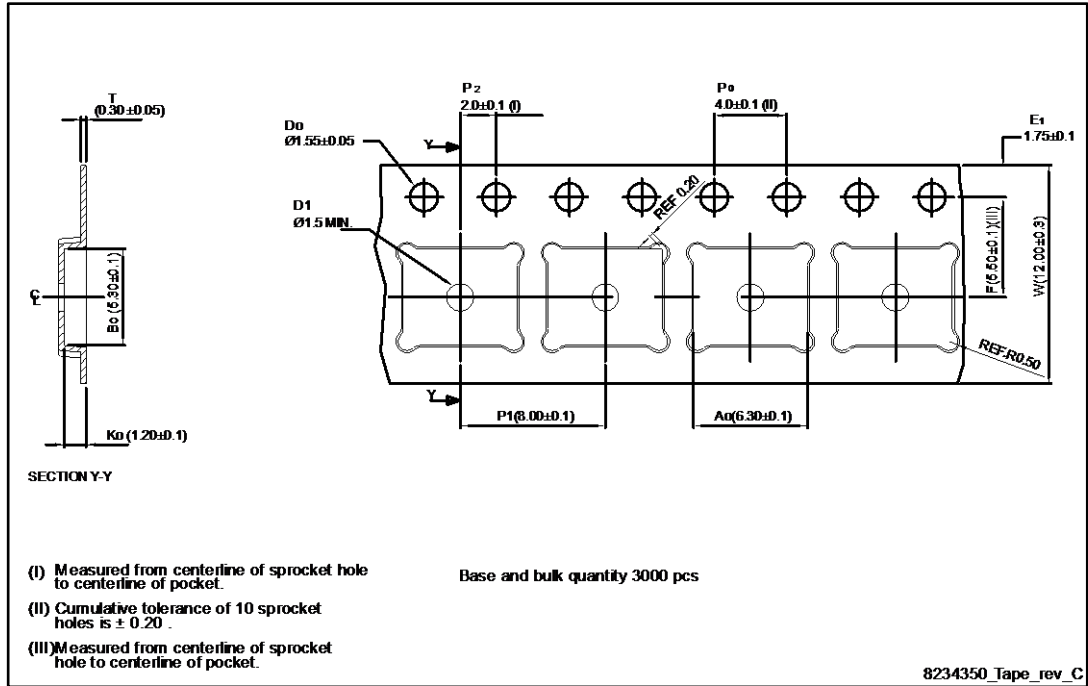 T
(0.30±0.05)
P2
2.0±0.1 (I)
P0
4.0±0.1 (II)
E1
1.75±0.1
D0
Ø1.55±0.05
Y
D1
Ø1.5 MIN.
REF 0.20
Bo (5.30±0.1)
F(5.50±0.1)(III)
W(12.00±0.3)
REF.R0.50
Y
P1(8.00±0.1)
Ao(6.30±0.1)
Ko (1.20±0.1)
SECTION Y-Y
(I) Measured from centerline of sprocket hole
to centerline of pocket.
Base and bulk quantity 3000 pcs
(II) Cumulative tolerance of 10 sprocket
holes is ± 0.20 .
(III)Measured from centerline of sprocket
hole to centerline of pocket.
8234350_Tape_rev_C